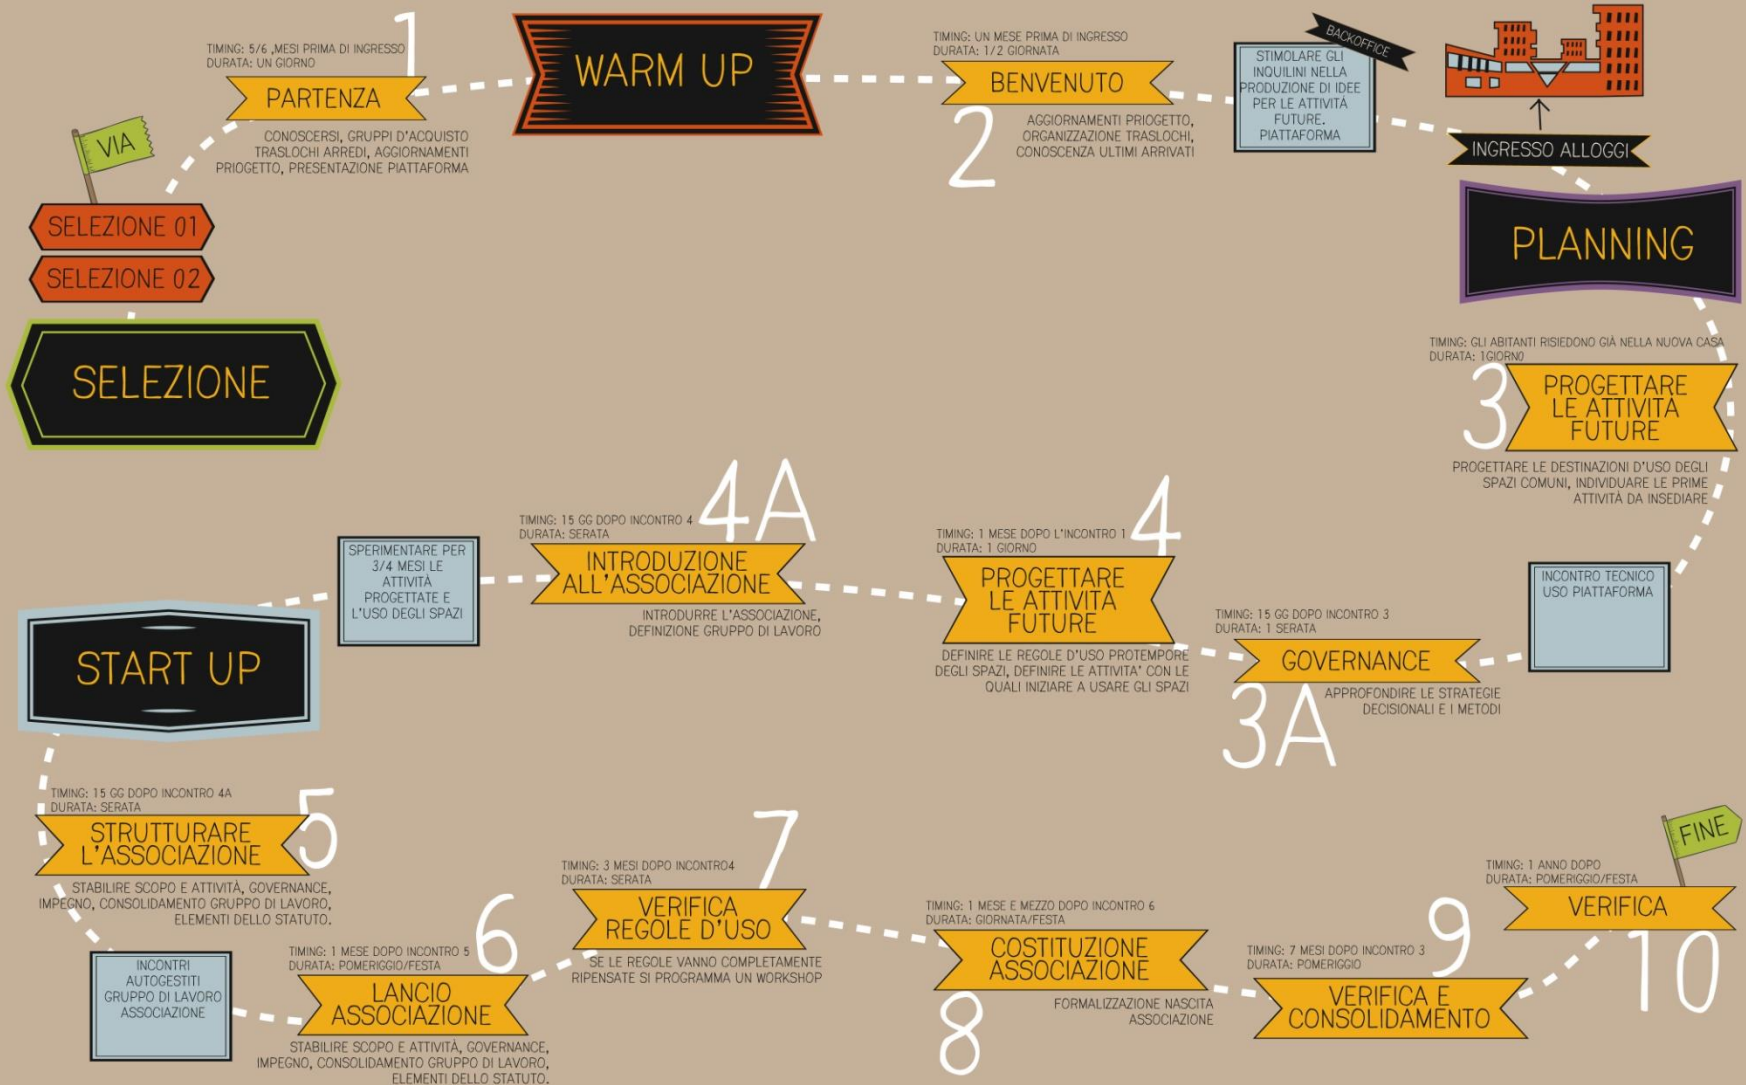 SELEZIONE
SELEZIONE 02
SELEZIONE 01
VIA
1
TIMING: 5/6 ,MESI PRIMA DI INGRESSO
DURATA: UN GIORNO
PARTENZA
CONOSCERSI, GRUPPI D'ACQUISTO
TRASLOCHI ARREDI, AGGIORNAMENTI
PRIOGETTO, PRESENTAZIONE PIATTAFORMA
WARM UP
TIMING: UN MESE PRIMA DI INGRESSO
DURATA: 1/2 GIORNATA
BENVENUTO
2
AGGIORNAMENTI PRIOGETTO,
ORGANIZZAZIONE TRASLOCHI,
CONOSCENZA ULTIMI ARRIVATI
BACKOFFICE
STIMOLARE GLI
INQUILINI NELLA
PRODUZIONE DI IDEE
PER LE ATTIVITÁ
FUTURE.
PIATTAFORMA
INGRESSO ALLOGGI
PLANNING
TIMING: GLI ABITANTI RISIEDONO GIÀ NELLA NUOVA CASA
DURATA: 1GIORNO
3
PROGETTARE
LE ATTIVITÀ
FUTURE
PROGETTARE LE DESTINAZIONI D'USO DEGLI
SPAZI COMUNI, INDIVIDUARE LE PRIME
ATTIVITÀ DA INSEDIARE
INCONTRO TECNICO
USO PIATTAFORMA
TIMING: 15 GG DOPO INCONTRO 3
DURATA: 1 SERATA
GOVERNANCE
3A
APPROFONDIRE LE STRATEGIE
DECISIONALI E I METODI
4
TIMING: 1 MESE DOPO L'INCONTRO 1
DURATA: 1 GIORNO
PROGETTARE
LE ATTIVITÀ
FUTURE
DEFINIRE LE REGOLE D'USO PROTEMPORE
DEGLI SPAZI, DEFINIRE LE ATTIVITA' CON LE
QUALI INIZIARE A USARE GLI SPAZI
4A
TIMING: 15 GG DOPO INCONTRO 4
DURATA: SERATA
INTRODUZIONE
ALL'ASSOCIAZIONE
INTRODURRE L'ASSOCIAZIONE,
DEFINIZIONE GRUPPO DI LAVORO
SPERIMENTARE PER
3/4 MESI LE
ATTIVITÀ
PROGETTATE E
L'USO DEGLI SPAZI
START UP
TIMING: 15 GG DOPO INCONTRO 4A
DURATA: SERATA
5
STRUTTURARE
L'ASSOCIAZIONE
STABILIRE SCOPO E ATTIVITÀ, GOVERNANCE,
IMPEGNO, CONSOLIDAMENTO GRUPPO DI LAVORO,
ELEMENTI DELLO STATUTO.
INCONTRI
AUTOGESTITI
GRUPPO DI LAVORO
ASSOCIAZIONE
6
TIMING: 1 MESE DOPO INCONTRO 5
DURATA: POMERIGGIO/FESTA
LANCIO
ASSOCIAZIONE
STABILIRE SCOPO E ATTIVITÀ, GOVERNANCE,
IMPEGNO, CONSOLIDAMENTO GRUPPO DI LAVORO,
ELEMENTI DELLO STATUTO.
7
TIMING: 3 MESI DOPO INCONTRO4
DURATA: SERATA
VERIFICA
REGOLE D'USO
SE LE REGOLE VANNO COMPLETAMENTE
RIPENSATE SI PROGRAMMA UN WORKSHOP
TIMING: 1 MESE E MEZZO DOPO INCONTRO 6
DURATA: GIORNATA/FESTA
COSTITUZIONE
ASSOCIAZIONE
8
FORMALIZZAZIONE NASCITA
ASSOCIAZIONE
9
TIMING: 7 MESI DOPO INCONTRO 3
DURATA: POMERIGGIO
VERIFICA E
CONSOLIDAMENTO
FINE
TIMING: 1 ANNO DOPO
DURATA: POMERIGGIO/FESTA
VERIFICA
10